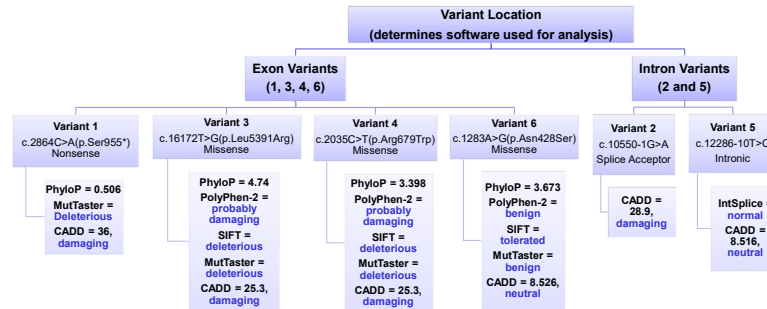 Variant Location
(determines software used for analysis)
Exon Variants
(1, 3, 4, 6)
Intron Variants
(2 and 5)
Variant 1
c.2864C>A(p.Ser955*)
Nonsense
PhyloP = 0.506
MutTaster =
Deleterious
CADD = 36,
damaging
Variant 3
c.16172T>G(p.Leu5391Arg)
Missense
PhyloP = 4.74
PolyPhen-2 =
probably
damaging
SIFT =
deleterious
MutTaster =
deleterious
CADD = 25.3,
damaging
Variant 4
c.2035C>T(p.Arg679Trp)
Missense
PhyloP = 3.398
PolyPhen-2 =
probably
damaging
SIFT =
deleterious
MutTaster =
deleterious
CADD = 25.3,
damaging
Variant 6
c.1283A>G(p.Asn428Ser)
Missense
PhyloP = 3.673
PolyPhen-2 =
benign
SIFT =
tolerated
MutTaster =
benign
CADD = 8.526,
neutral
Variant 2
c.10550-1G>A
Splice Acceptor
CADD =
28.9,
damaging
Variant 5
c.12286-10T>C
Intronic
IntSplice =
normal
CADD =
8.516,
neutral